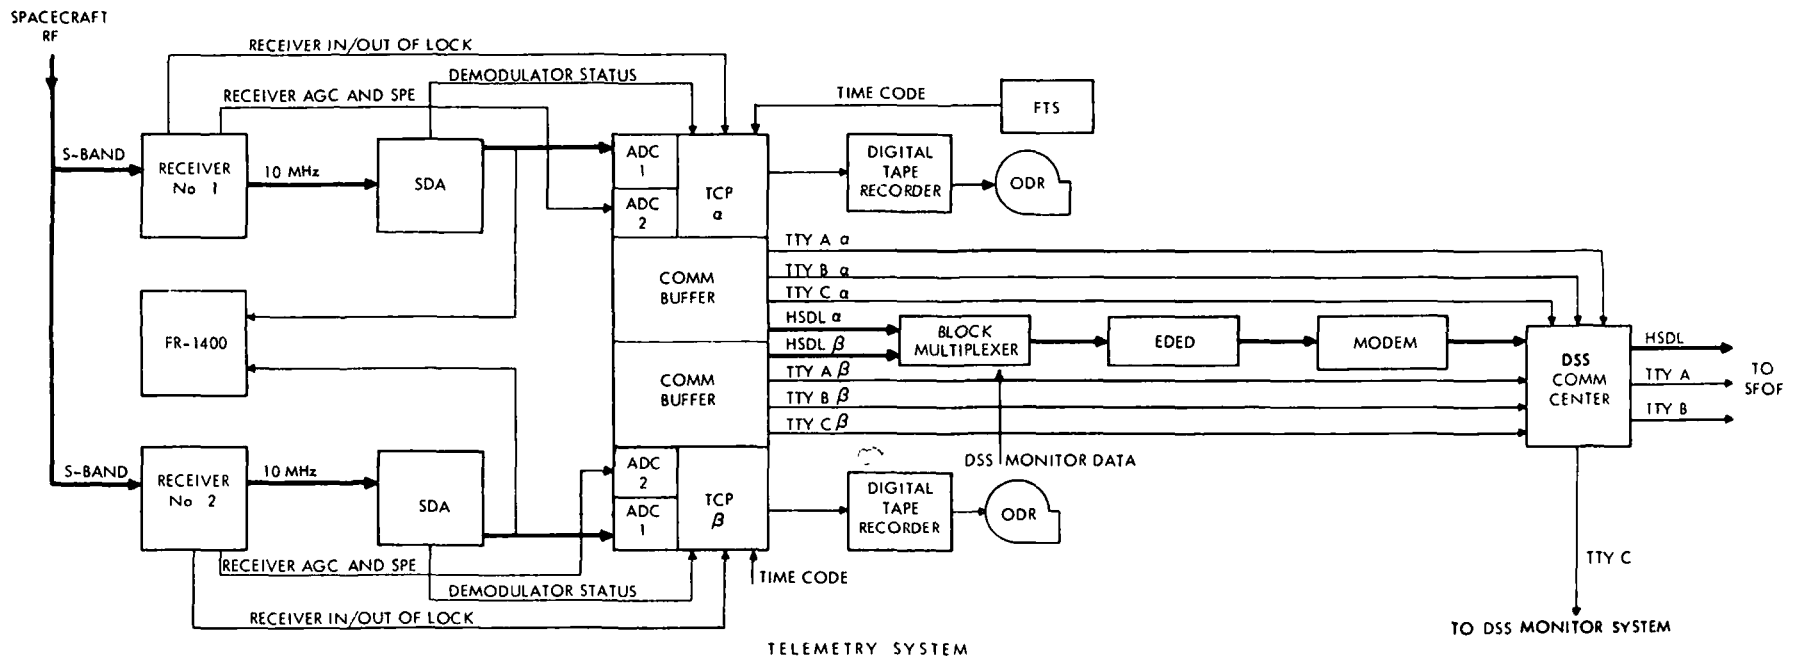 SPACECRAFT
RF
RECEIVER IN/OUT OF LOCK
DEMODULATOR STATUS
RECEIVER AGC AND SPE
TIME CODE
FTS
S-BAND
RECEIVER
No 1
10 MHz
SDA
ADC
1
ADC
2
TCP
α
DIGITAL
TAPE
RECORDER
ODR
TTY A α
TTY B α
TTY C α
HSDL α
HSDL β
TTY A β
TTY B β
TTY C β
COMM
BUFFER
COMM
BUFFER
FR-1400
BLOCK
MULTIPLEXER
EDED
MODEM
DSS
COMM
CENTER
HSDL
TTY A
TTY B
TO
SFOF
DSS MONITOR DATA
S-BAND
RECEIVER
No 2
10 MHz
SDA
ADC
2
ADC
1
TCP
β
DIGITAL
TAPE
RECORDER
ODR
RECEIVER AGC AND SPE
DEMODULATOR STATUS
RECEIVER IN/OUT OF LOCK
TIME CODE
TTY C
TO DSS MONITOR SYSTEM
TELEMETRY SYSTEM